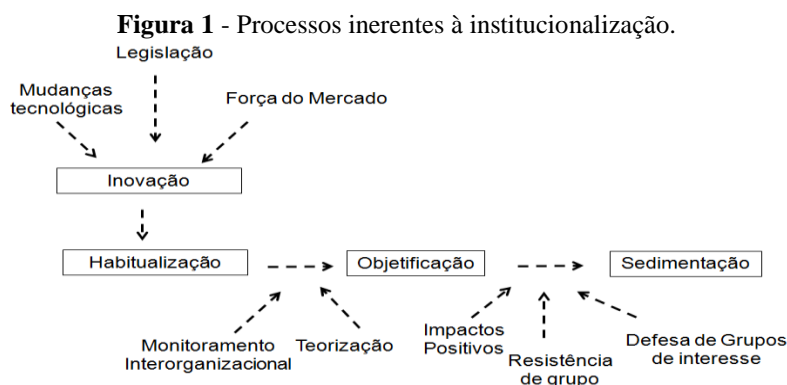 Figura 1 - Processos inerentes à institucionalização.
Legislação
Mudanças
tecnológicas
Força do Mercado
Inovação
Habitualização
Objetificação
Sedimentação
Monitoramento
Interorganizacional
Teorização
Impactos
Positivos
Resistência
de grupo
Defesa de Grupos
de interesse